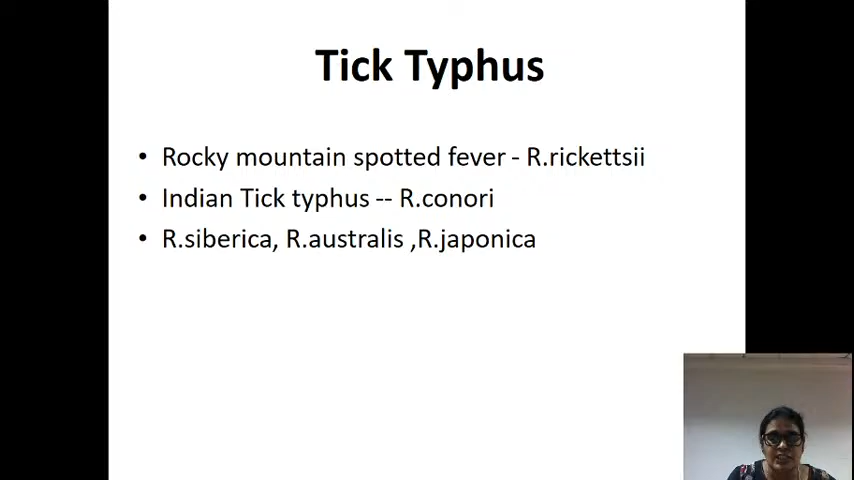 Tick Typhus
• Rocky mountain spotted fever - R.rickettsii
• Indian Tick typhus -- R.conori
• R.siberica, R.australis ,R.japonica